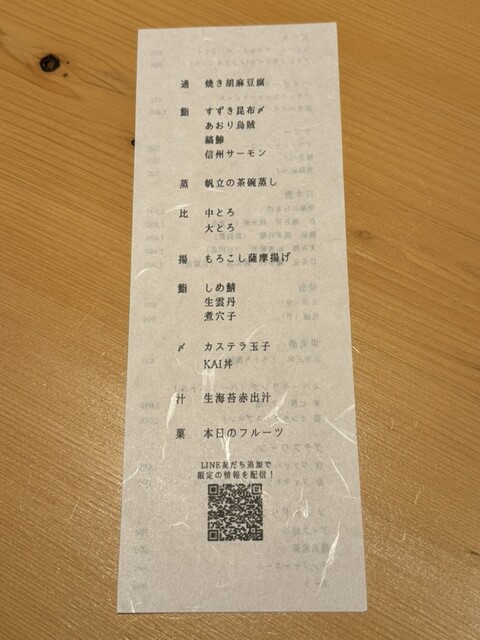 通 焼き胡麻豆腐
鮨 すずき昆布〆
あおり烏賊
縞鯵
信州サーモン
蒸 帆立の茶碗蒸し
比 中とろ
大とろ
揚 もろこし薩摩揚げ
鮨 しめ鯖
生雲丹
煮穴子
〆 カステラ玉子
KAI丼
汁 生海苔赤出汁
菓 本日のフルーツ
LINE友だち追加で
限定の情報を配信！